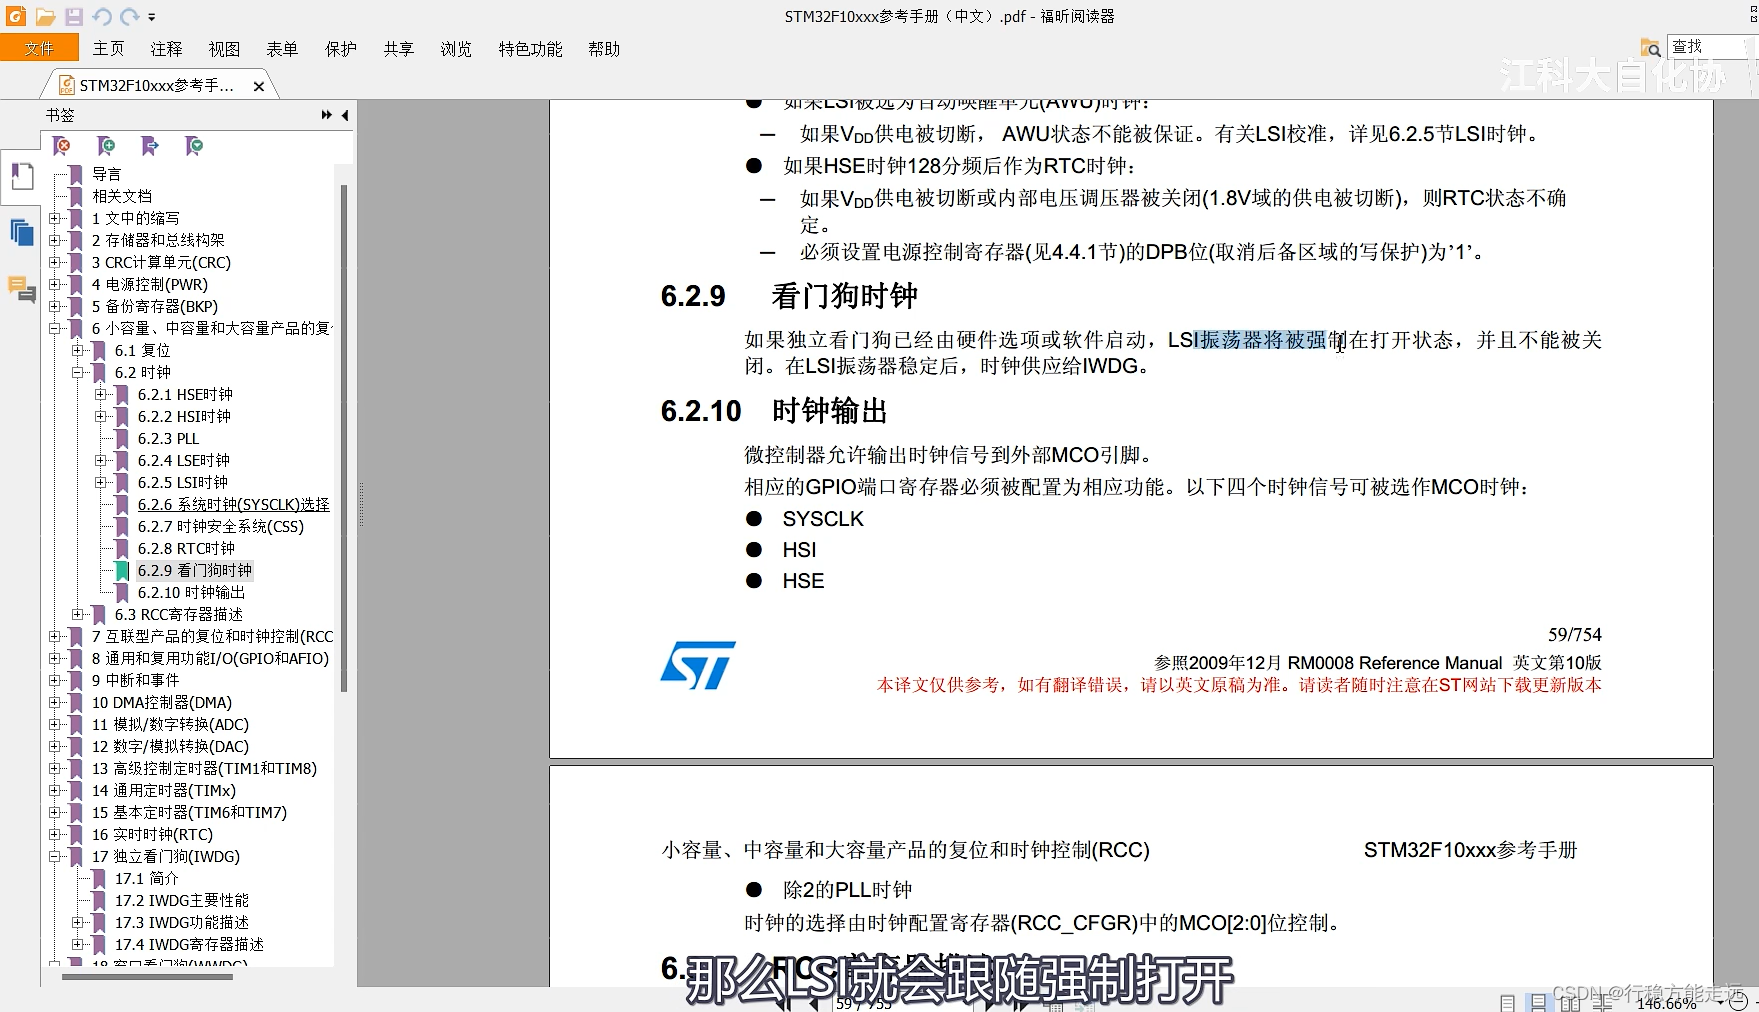 STM32F10xxx参考手册（中文）.pdf - 福昕阅读器
文件 主页 注释 视图 表单 保护 共享 浏览 特色功能 帮助
查找
江科大自化协
STM32F10xxx参考手...
书签
导言
相关文档
1 文中的缩写
2 存储器和总线构架
3 CRC计算单元(CRC)
4 电源控制(PWR)
5 备份寄存器(BKP)
6 小容量、中容量和大容量产品的复
6.1 复位
6.2 时钟
6.2.1 HSE时钟
6.2.2 HSI时钟
6.2.3 PLL
6.2.4 LSE时钟
6.2.5 LSI时钟
6.2.6 系统时钟(SYSCLK)选择
6.2.7 时钟安全系统(CSS)
6.2.8 RTC时钟
6.2.9 看门狗时钟
6.2.10 时钟输出
6.3 RCC寄存器描述
7 互联型产品的复位和时钟控制(RCC
8 通用和复用功能I/O(GPIO和AFIO)
9 中断和事件
10 DMA控制器(DMA)
11 模拟/数字转换(ADC)
12 数字/模拟转换(DAC)
13 高级控制定时器(TIM1和TIM8)
14 通用定时器(TIMx)
15 基本定时器(TIM6和TIM7)
16 实时时钟(RTC)
17 独立看门狗(IWDG)
17.1 简介
17.2 IWDG主要性能
17.3 IWDG功能描述
17.4 IWDG寄存器描述
18 窗口看门狗(WWDG)
● 如果LSI被选为自动唤醒单元(AWU)时钟：
— 如果VDD供电被切断， AWU状态不能被保证。有关LSI校准，详见6.2.5节LSI时钟。
● 如果HSE时钟128分频后作为RTC时钟：
— 如果VDD供电被切断或内部电压调压器被关闭(1.8V域的供电被切断)，则RTC状态不确
定。
— 必须设置电源控制寄存器(见4.4.1节)的DPB位(取消后备区域的写保护)为’1’。
6.2.9 看门狗时钟
如果独立看门狗已经由硬件选项或软件启动，LSI振荡器将被强制在打开状态，并且不能被关
闭。在LSI振荡器稳定后，时钟供应给IWDG。
6.2.10 时钟输出
微控制器允许输出时钟信号到外部MCO引脚。
相应的GPIO端口寄存器必须被配置为相应功能。以下四个时钟信号可被选作MCO时钟：
● SYSCLK
● HSI
● HSE
59/754
ST
参照2009年12月 RM0008 Reference Manual 英文第10版
本译文仅供参考，如有翻译错误，请以英文原稿为准。请读者随时注意在ST网站下载更新版本
小容量、中容量和大容量产品的复位和时钟控制(RCC) STM32F10xxx参考手册
● 除2的PLL时钟
时钟的选择由时钟配置寄存器(RCC_CFGR)中的MCO[2:0]位控制。
那么LSI就会跟随强制打开
59 / 755
146.66%
CSDN @行稳方能走远